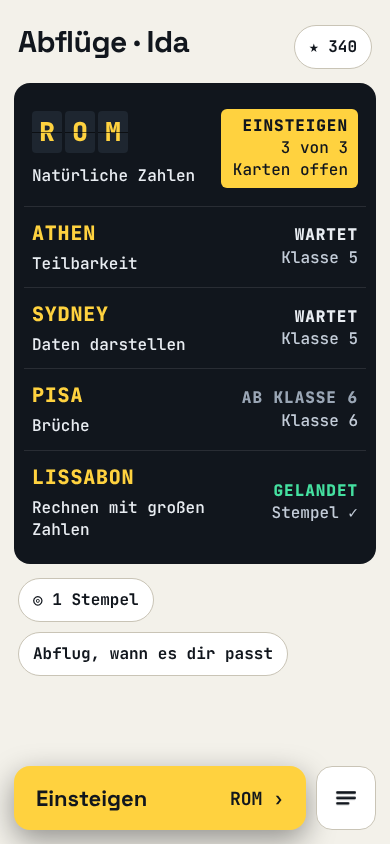 Abflüge · Ida
★ 340
ROM
Natürliche Zahlen
EINSTEIGEN
3 von 3
Karten offen
ATHEN
Teilbarkeit
WARTET
Klasse 5
SYDNEY
Daten darstellen
WARTET
Klasse 5
PISA
Brüche
AB KLASSE 6
Klasse 6
LISSABON
Rechnen mit großen
Zahlen
GELANDET
Stempel ✓
◎ 1 Stempel
Abflug, wann es dir passt
Einsteigen
ROM ›